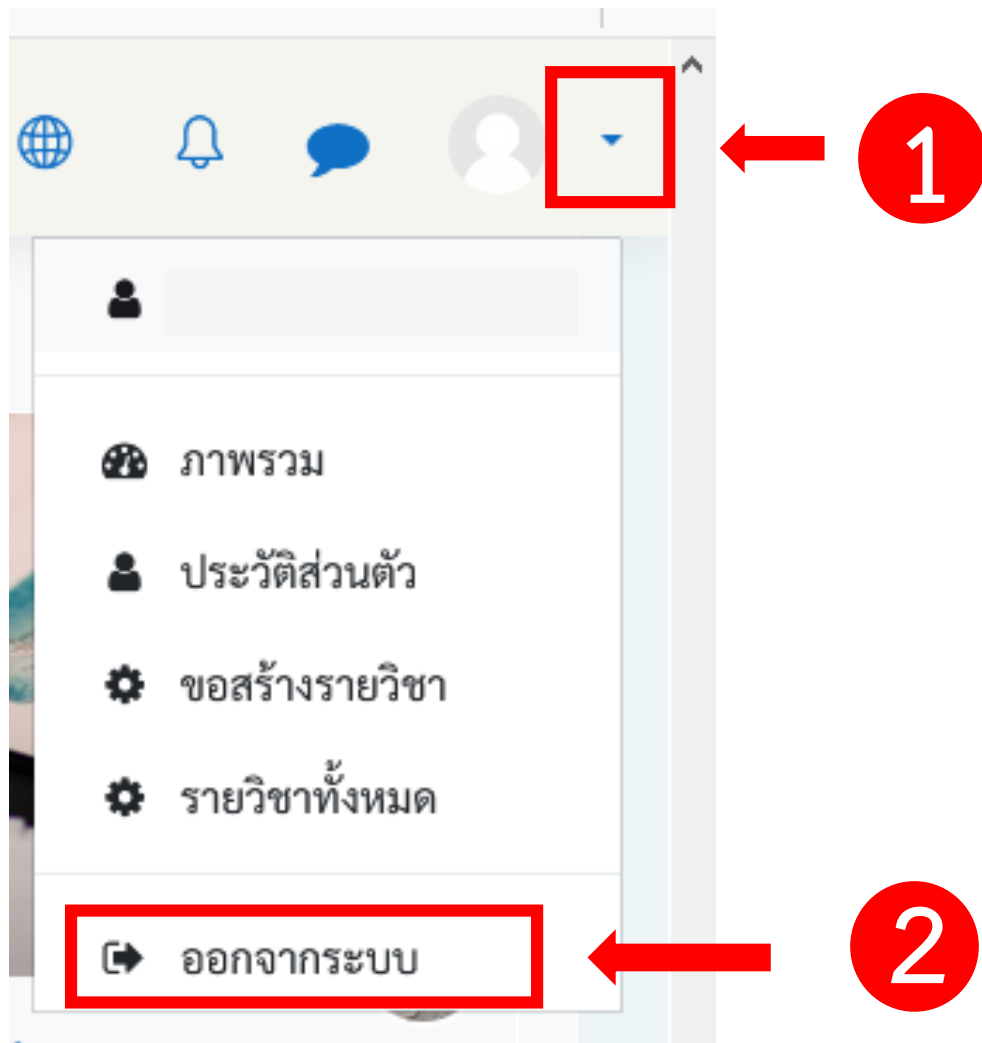 1
ภาพรวม
ประวัติส่วนตัว
ขอสร้างรายวิชา
รายวิชาทั้งหมด
ออกจากระบบ
2